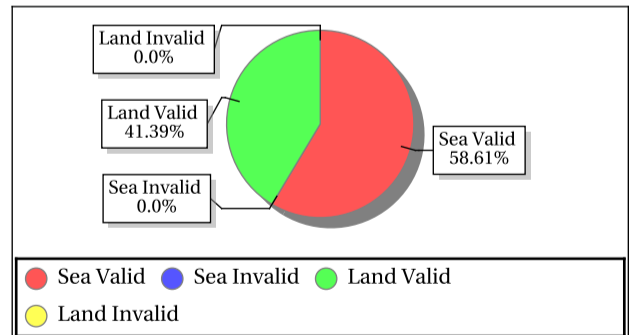 Land Invalid
0.0%
Land Valid
41.39%
Sea Valid
58.61%
Sea Invalid
0.0%
Sea Valid Sea Invalid Land Valid
Land Invalid